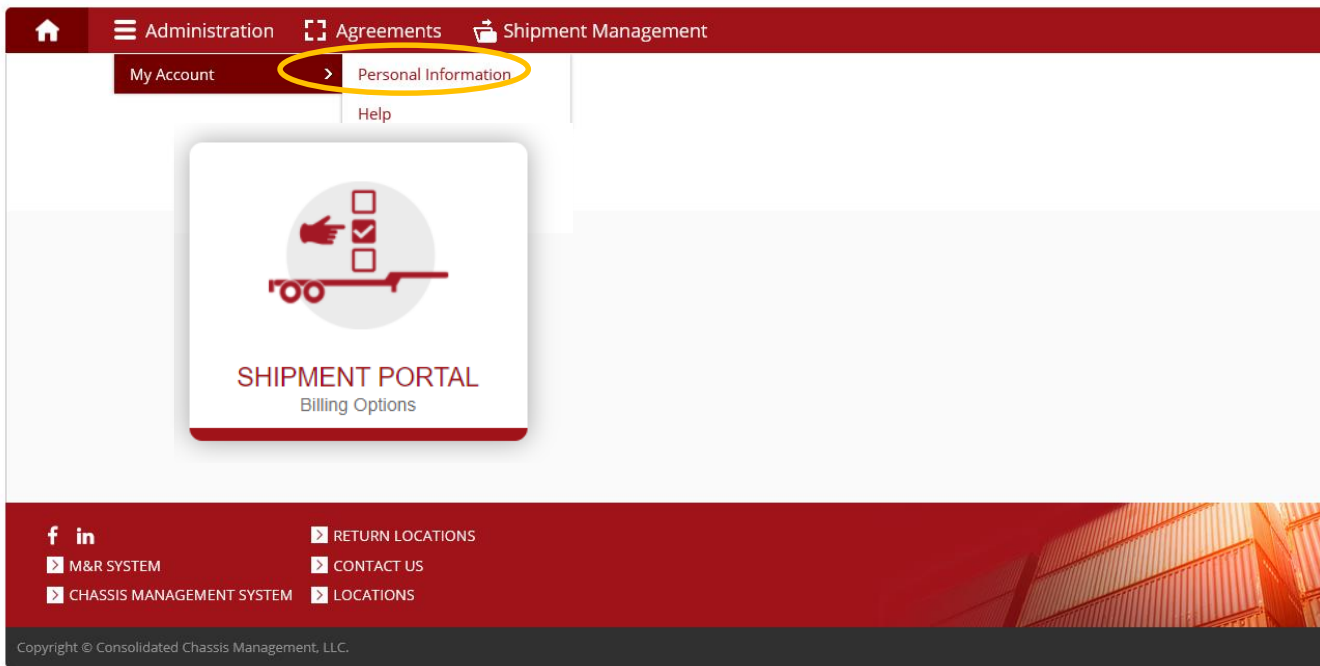 Administration Agreements Shipment Management
My Account Personal Information
Help
SHIPMENT PORTAL
Billing Options
f in RETURN LOCATIONS
M&R SYSTEM CONTACT US
CHASSIS MANAGEMENT SYSTEM LOCATIONS
Copyright © Consolidated Chassis Management, LLC.